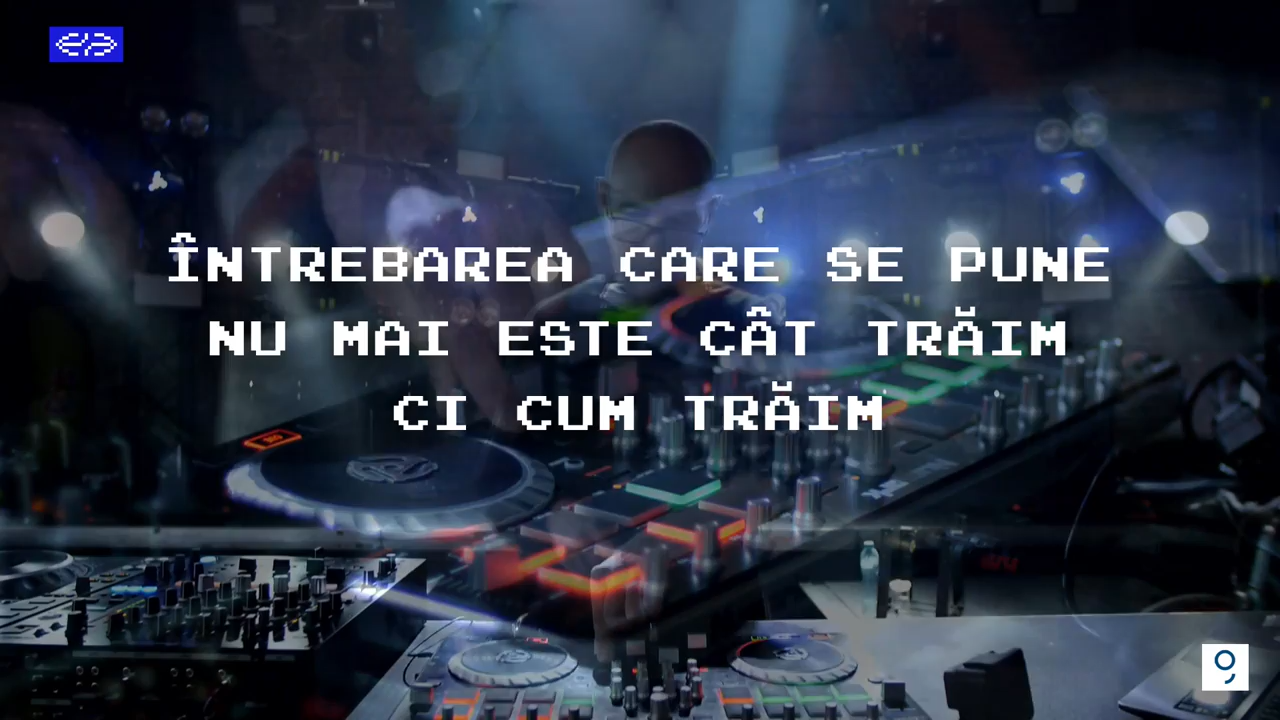 ÎNTREBAREA CARE SE PUNE
NU MAI ESTE CÂT TRĂIM
CI CUM TRĂIM